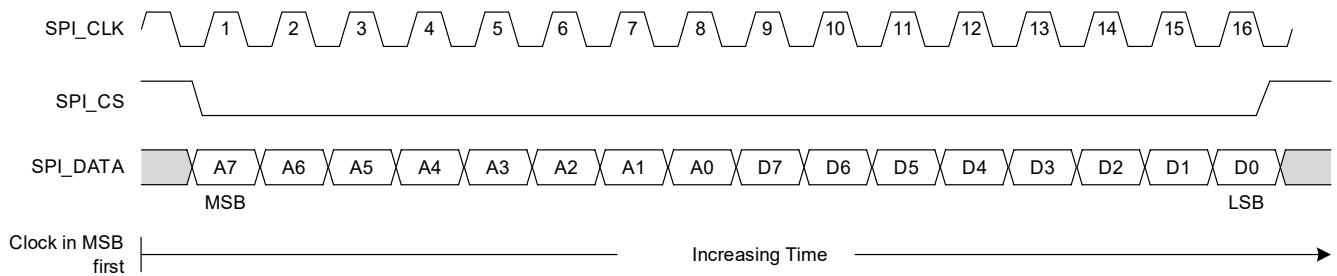 SPI_CLK 1 2 3 4 5 6 7 8 9 10 11 12 13 14 15 16
SPI_CS
SPI_DATA A7 A6 A5 A4 A3 A2 A1 A0 D7 D6 D5 D4 D3 D2 D1 D0
MSB LSB
Clock in MSB
first
Increasing Time